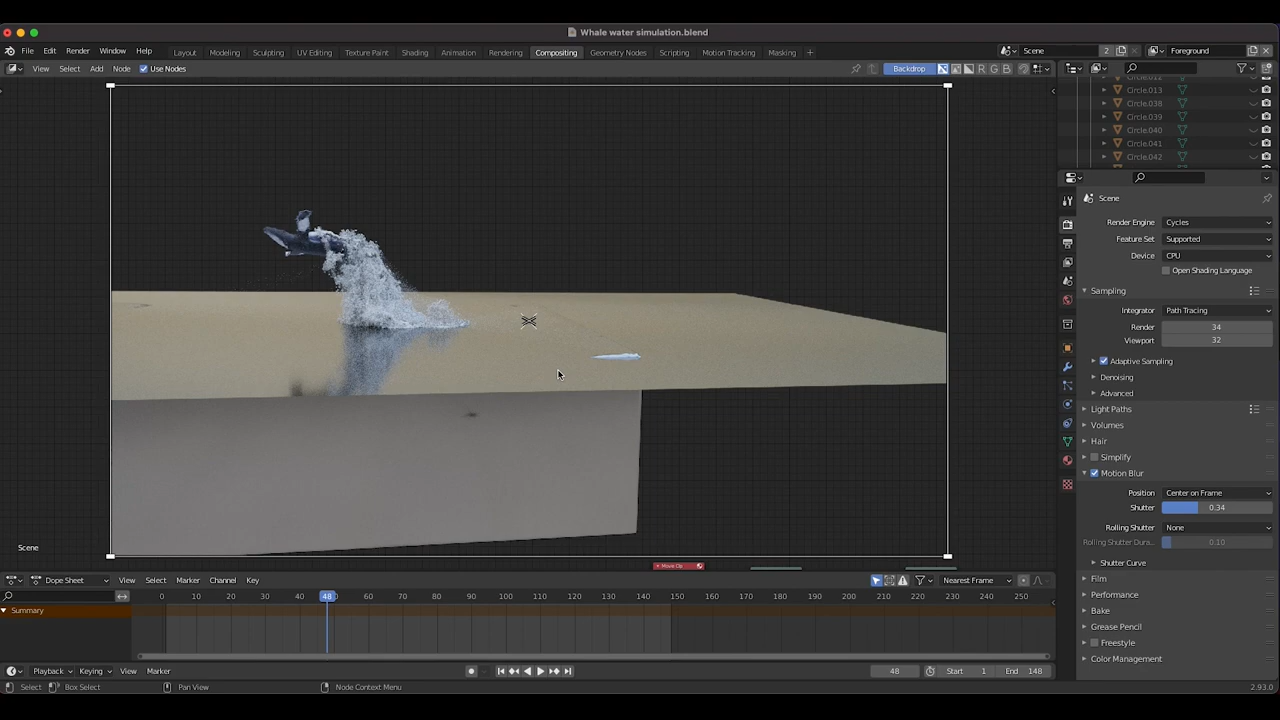 Whale water simulation.blend
File Edit Render Window Help Layout Modeling Sculpting UV Editing Texture Paint Shading Animation Rendering Compositing Geometry Nodes Scripting Motion Tracking Masking + Scene 2 Foreground
View Select Add Node Use Nodes Backdrop R G B
Circle.013
Circle.038
Circle.039
Circle.040
Circle.041
Circle.042
Scene
Render Engine Cycles
Feature Set Supported
Device CPU
Open Shading Language
Sampling
Integrator Path Tracing
Render 34
Viewport 32
Adaptive Sampling
Denoising
Advanced
Light Paths
Volumes
Hair
Simplify
Motion Blur
Position Center on Frame
Shutter 0.34
Rolling Shutter None
Rolling Shutter Dura... 0.10
Shutter Curve
Film
Performance
Bake
Grease Pencil
Freestyle
Color Management
Scene
Movie Clip
Dope Sheet View Select Marker Channel Key Nearest Frame
0 10 20 30 40 48 60 70 80 90 100 110 120 130 140 150 160 170 180 190 200 210 220 230 240 250
Summary
Playback Keying View Marker 48 Start 1 End 148
Select Box Select Pan View Node Context Menu 2.93.0